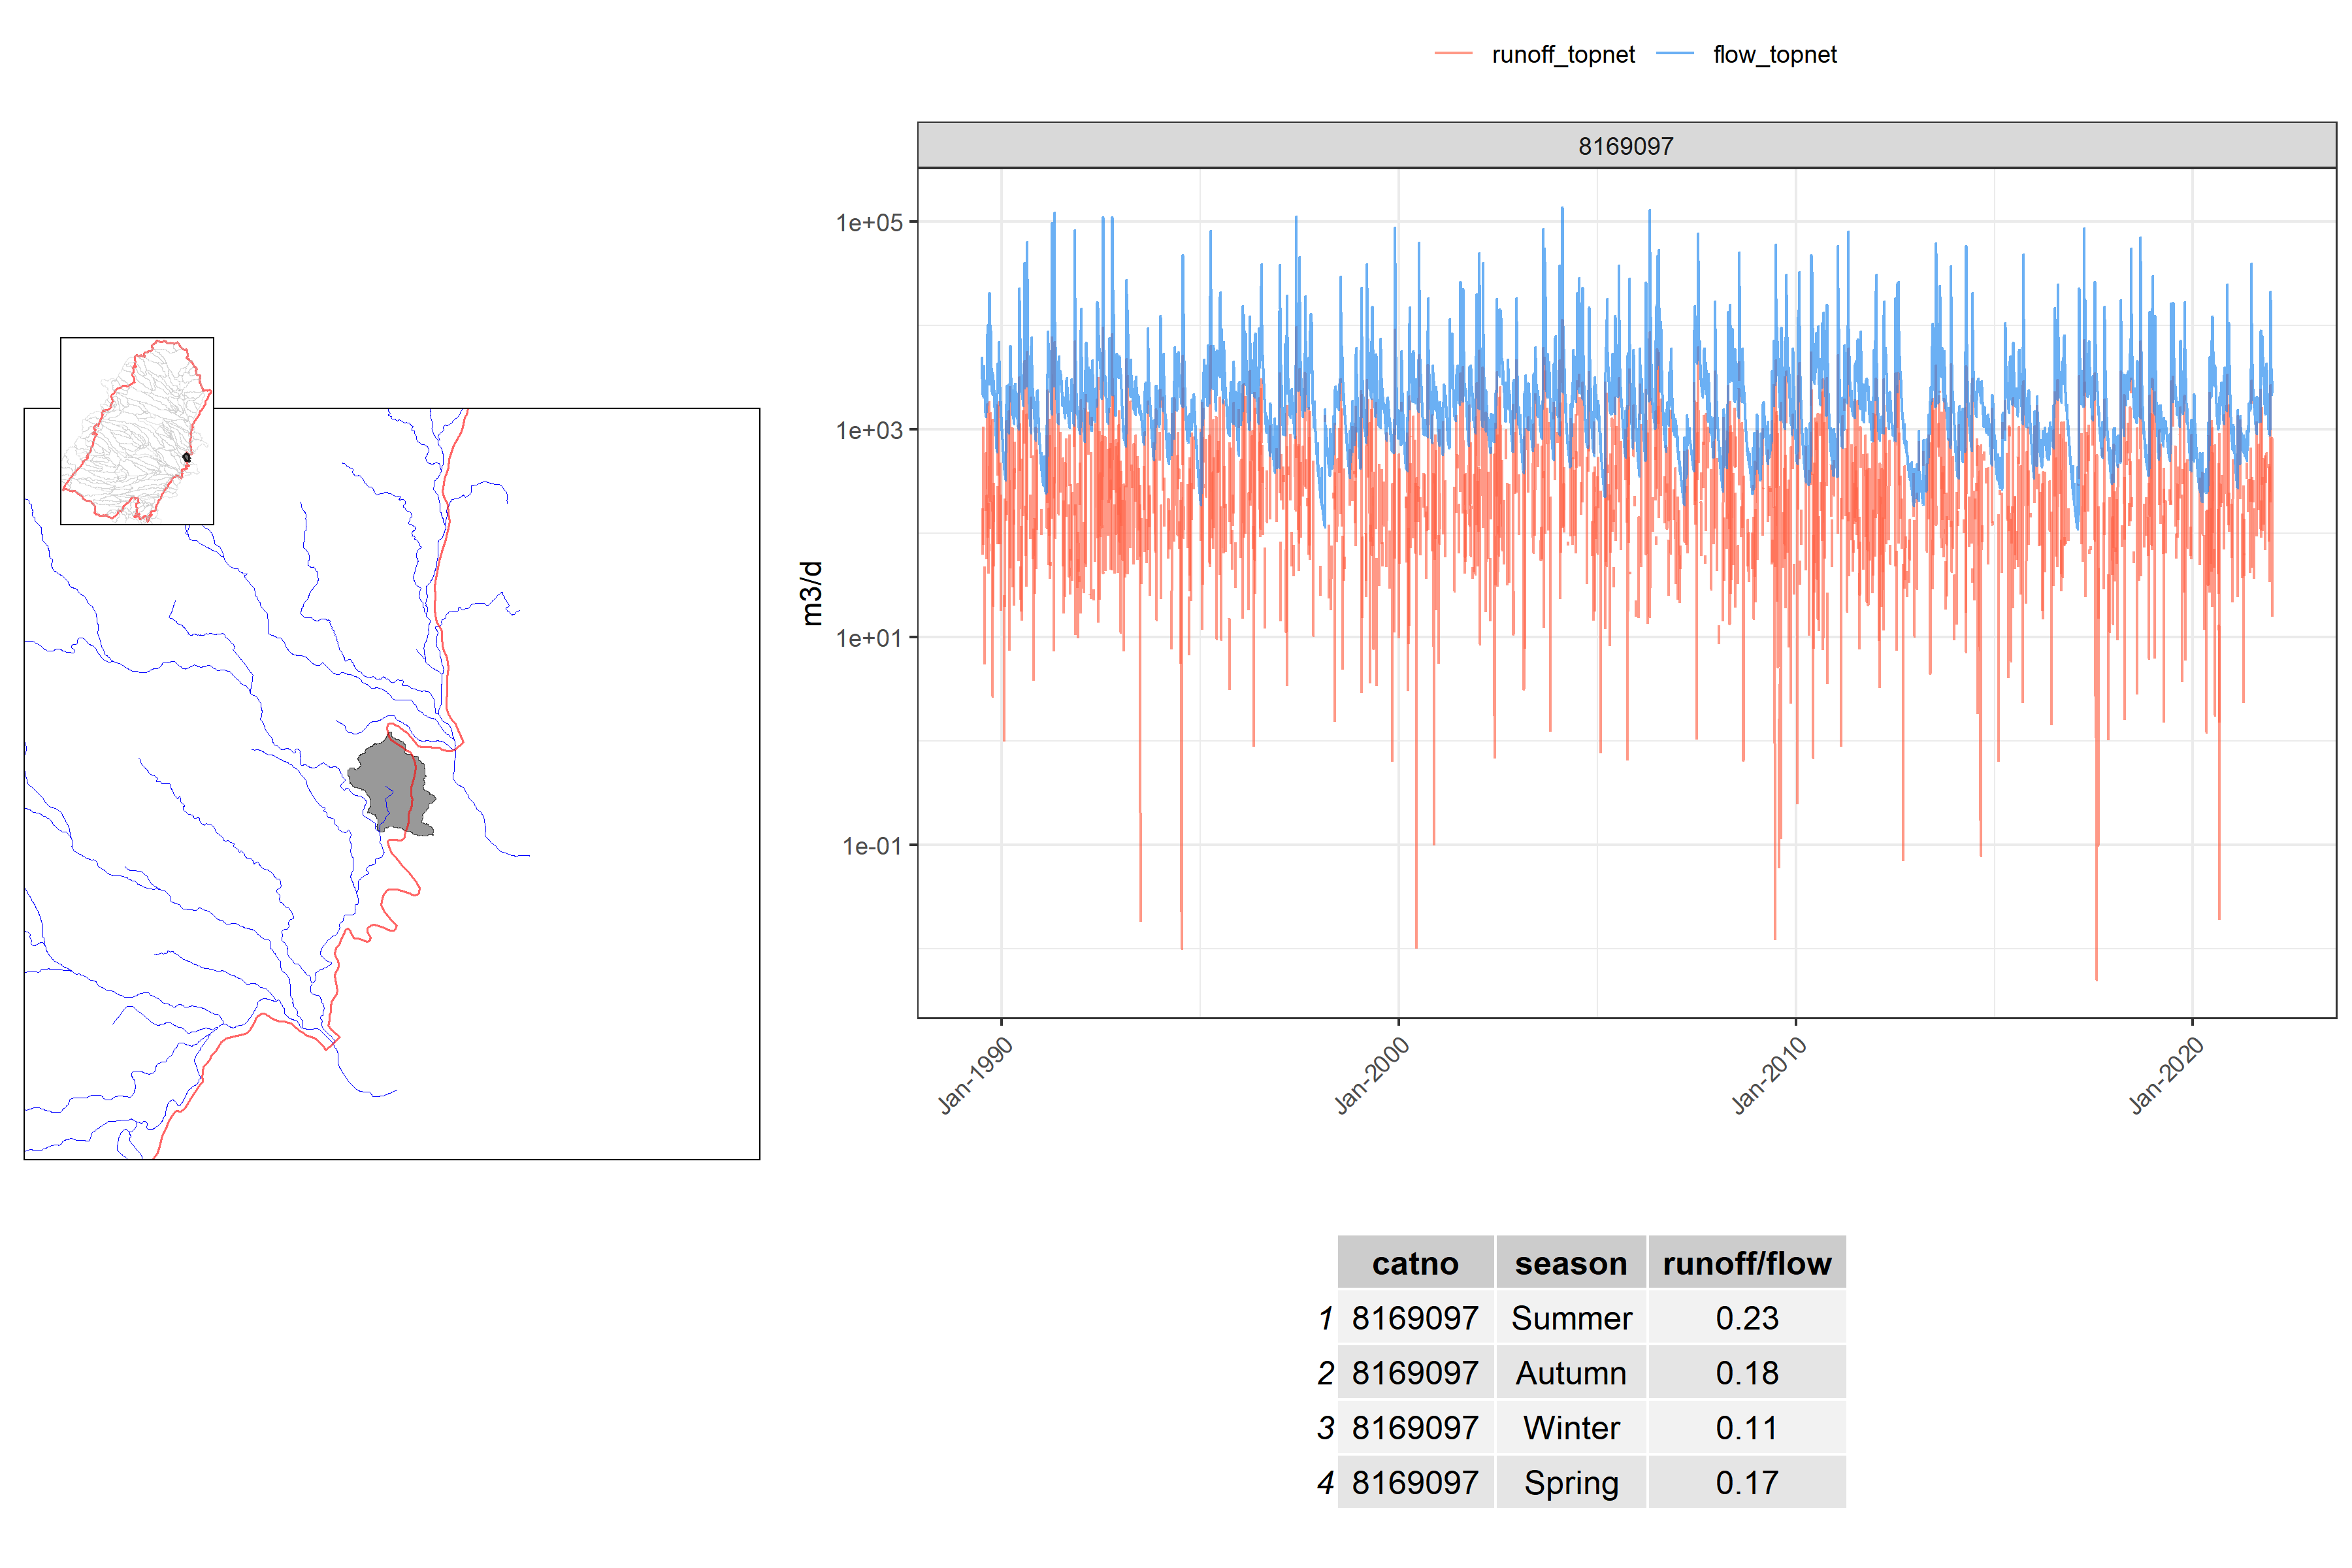 runoff_topnet flow_topnet
8169097
1e+05
1e+03
1e+01
1e-01
m3/d
Jan-1990 Jan-2000 Jan-2010 Jan-2020
catno season runoff/flow
1 8169097 Summer 0.23
2 8169097 Autumn 0.18
3 8169097 Winter 0.11
4 8169097 Spring 0.17